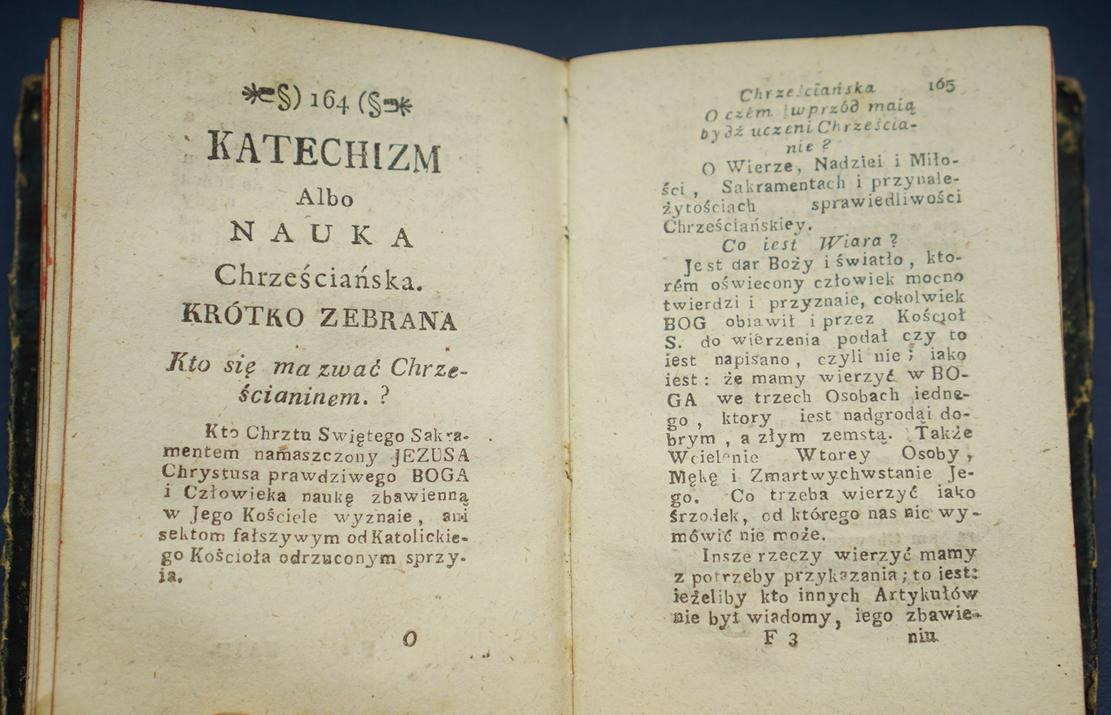 §) 164 (§
KATECHIZM
Albo
NAUKA
Chrześciańska.
KRÓTKO ZEBRANA
Kto się ma zwać Chrze-
ścianinem. ?
Kto Chrztu Swiętego Sakra-
mentem namaszczony JEZUSA
Chrystusa prawdziwego BOGA
i Człowieka naukę zbawienną
w Jego Kościele wyznaie, ani
sektom fałszywym od Katolickie-
go Kościoła odrzuconym sprzy-
ia.
O
Chrześciańska 165
O czém wprzód maią
bydź uczeni Chrześcia-
nie ?
O Wierze, Nadziei i Miło-
ści, Sakramentach i przynale-
żytościach sprawiedliwości
Chrześciańskiey.
Co iest Wiara ?
Jest dar Boży i światło, kto-
rém oświecony człowiek mocno
twierdzi i przyznaie, cokolwiek
BOG obiawił i przez Kościoł
S. do wierzenia podał czy to
iest napisano, czyli nie; iako
iest: że mamy wierzyć w BO-
GA we trzech Osobach iedne-
go, ktory iest nadgrodąi do-
brym, a złym zemstą. Także
Wcielenie Wtorey Osoby,
Mękę i Zmartwychwstanie Je-
go. Co trzeba wierzyć iako
śrzodek, od którego nas nic wy-
mówić nie może.
Insze rzeczy wierzyć mamy
z potrzeby przykazania; to iest:
ieżeliby kto innych Artykułów
nie był wiadomy, iego zbawie-
F 3 niu